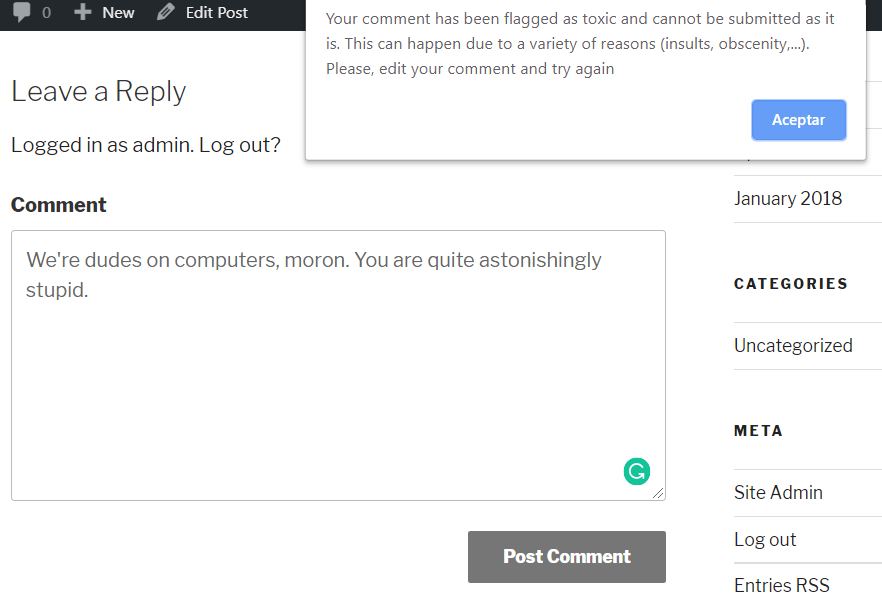 0 New Edit Post
Your comment has been flagged as toxic and cannot be submitted as it
is. This can happen due to a variety of reasons (insults, obscenity,...).
Please, edit your comment and try again
Aceptar
Leave a Reply
Logged in as admin. Log out?
Comment
We're dudes on computers, moron. You are quite astonishingly
stupid.
Post Comment
January 2018
CATEGORIES
Uncategorized
META
Site Admin
Log out
Entries RSS